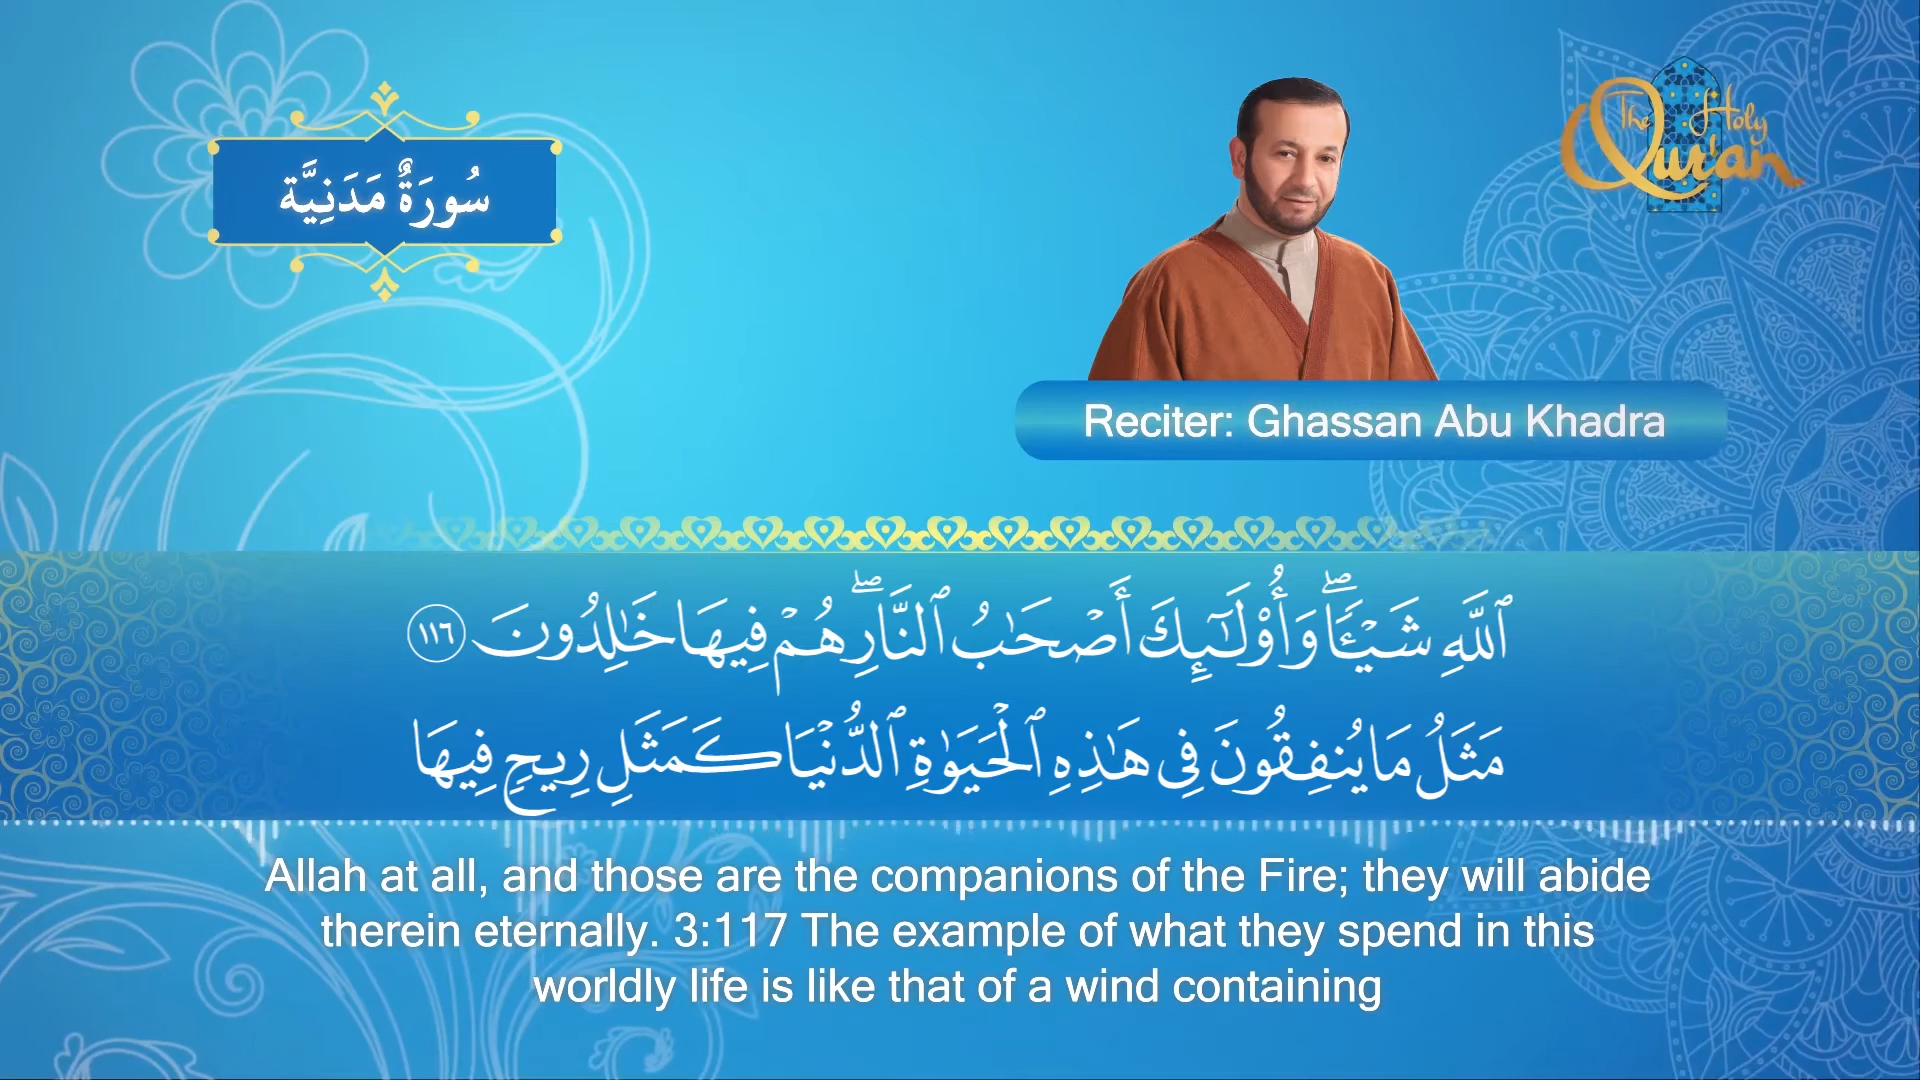 سُورَةٌ مَدَنِيَّة
The Holy Qur'an
Reciter: Ghassan Abu Khadra
ٱللَّهِ شَيْـًٔاۖ وَأُوْلَـٰٓئِكَ أَصْحَـٰبُ ٱلنَّارِۖ هُمْ فِيهَا خَـٰلِدُونَ ١١٦
مَثَلُ مَا يُنفِقُونَ فِى هَـٰذِهِ ٱلْحَيَوٰةِ ٱلدُّنْيَا كَمَثَلِ رِيحٍ فِيهَا
Allah at all, and those are the companions of the Fire; they will abide
therein eternally. 3:117 The example of what they spend in this
worldly life is like that of a wind containing